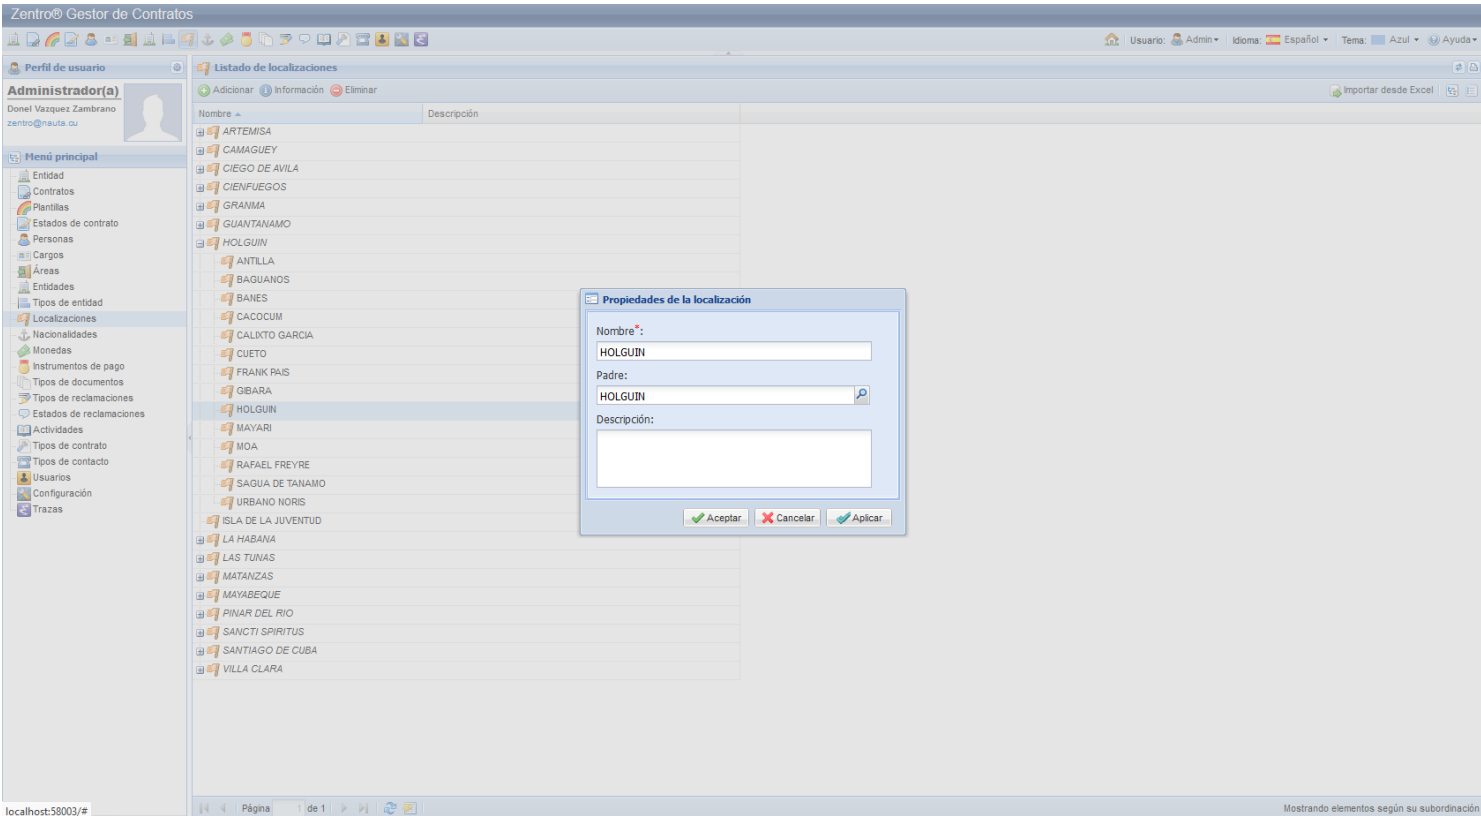 Zentro® Gestor de Contratos
Usuario: Admin Idioma: Español Tema: Azul Ayuda
Perfil de usuario
Administrador(a)
Donel Vazquez Zambrano
zentro@nauta.cu
Menú principal
Entidad
Contratos
Plantillas
Estados de contrato
Personas
Cargos
Áreas
Entidades
Tipos de entidad
Localizaciones
Nacionalidades
Monedas
Instrumentos de pago
Tipos de documentos
Tipos de reclamaciones
Estados de reclamaciones
Actividades
Tipos de contrato
Tipos de contacto
Usuarios
Configuración
Trazas
localhost:58003/#
Listado de localizaciones
Adicionar Información Eliminar Importar desde Excel
Nombre Descripción
ARTEMISA
CAMAGUEY
CIEGO DE AVILA
CIENFUEGOS
GRANMA
GUANTANAMO
HOLGUIN
ANTILLA
BAGUANOS
BANES
CACOCUM
CALIXTO GARCIA
CUETO
FRANK PAIS
GIBARA
HOLGUIN
MAYARI
MOA
RAFAEL FREYRE
SAGUA DE TANAMO
URBANO NORIS
ISLA DE LA JUVENTUD
LA HABANA
LAS TUNAS
MATANZAS
MAYABEQUE
PINAR DEL RIO
SANCTI SPIRITUS
SANTIAGO DE CUBA
VILLA CLARA
Propiedades de la localización
Nombre*:
HOLGUIN
Padre:
HOLGUIN
Descripción:
Aceptar Cancelar Aplicar
Página 1 de 1
Mostrando elementos según su subordinación